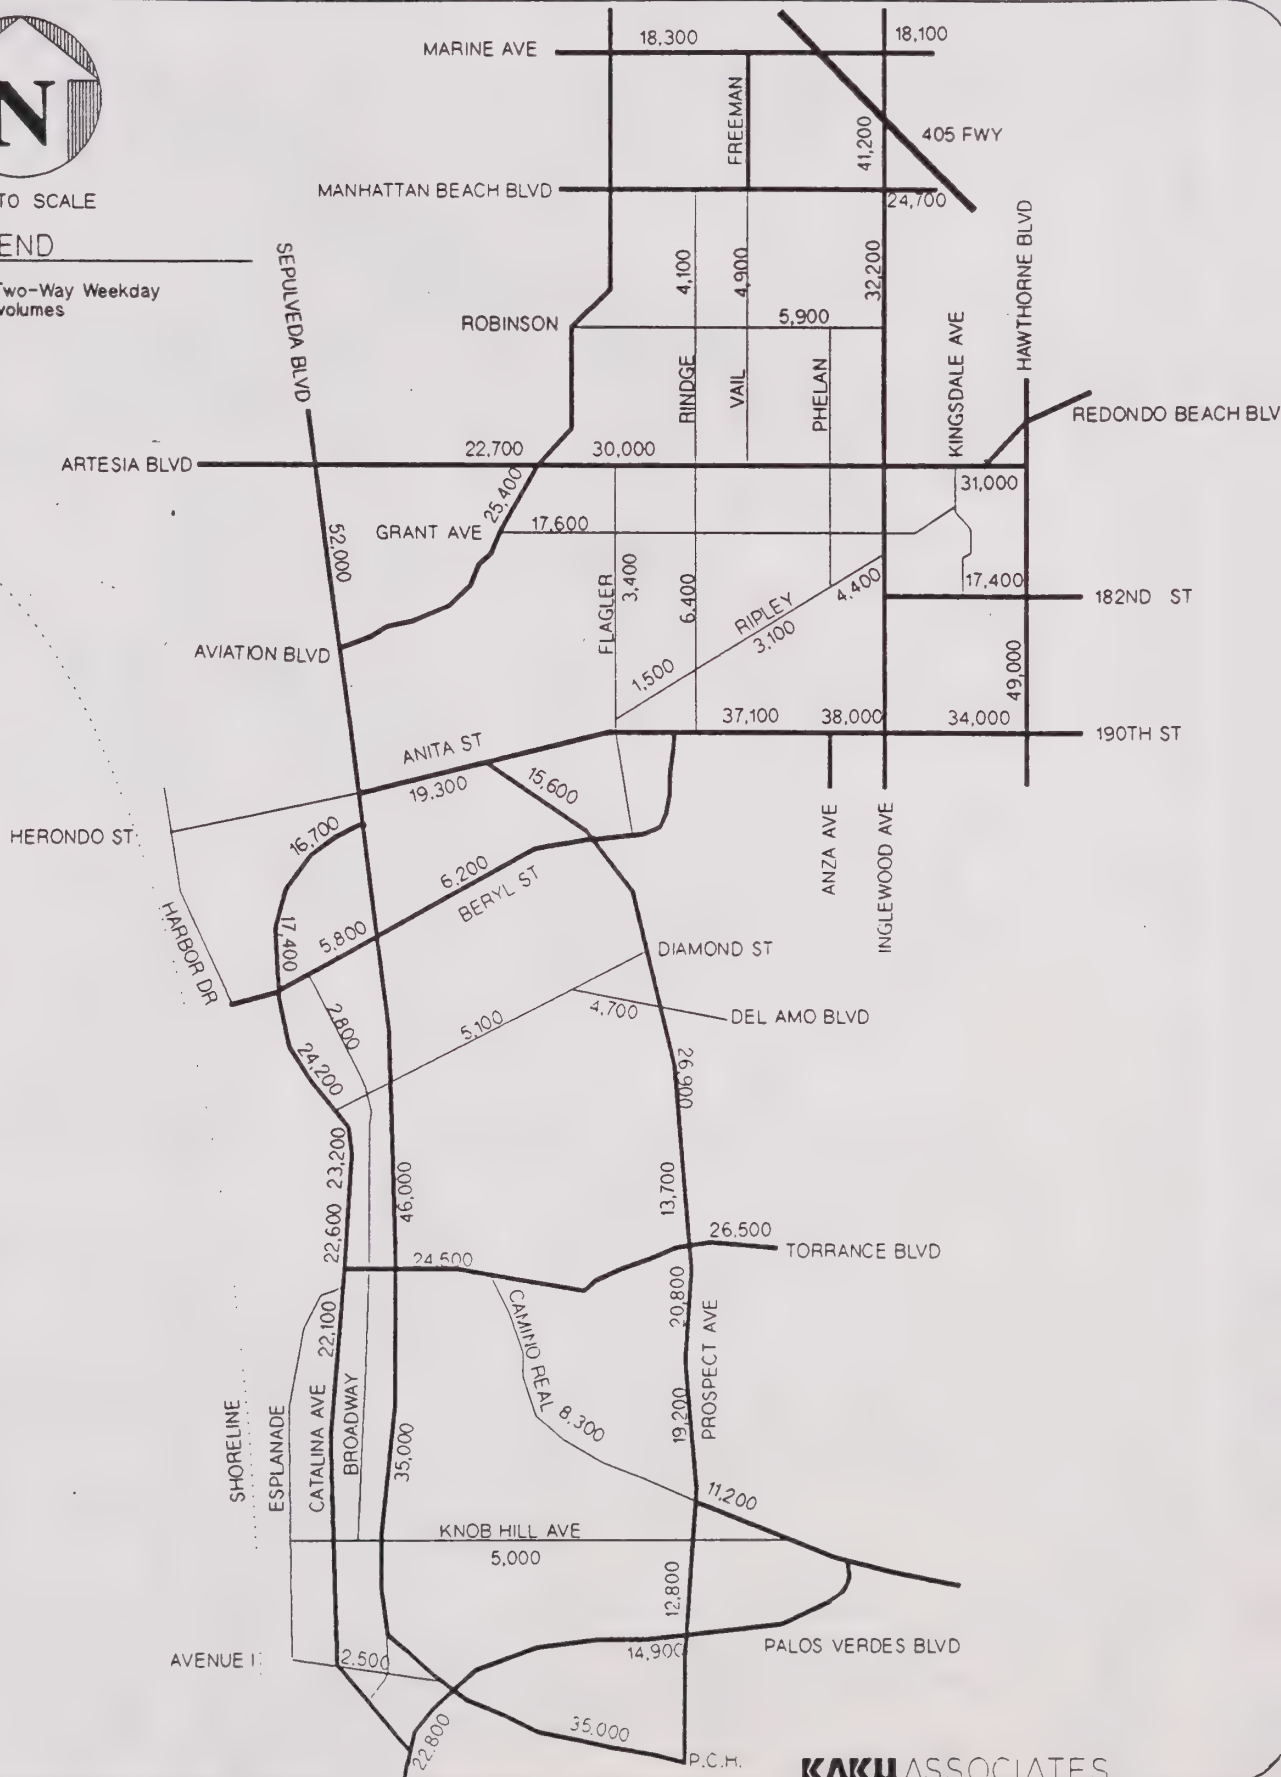 MARINE AVE
18,300
18,100
N
FREEMAN
41,200
405 FWY
TO SCALE
MANHATTAN BEACH BLVD
24,700
END
Two-Way Weekday
volumes
SEPULVEDA BLVD
4,100
4,900
32,200
HAWTHORNE BLVD
ROBINSON
5,900
KINGSDALE AVE
RINDGE
VAIL
PHELAN
REDONDO BEACH BLV
ARTESIA BLVD
22,700
30,000
31,000
25,400
GRANT AVE
17,600
52,000
FLAGLER
3,400
6,400
RIPLEY
3,100
4,400
17,400
182ND ST
AVIATION BLVD
1,500
49,000
37,100
38,000
34,000
190TH ST
ANITA ST
19,300
15,600
HERONDO ST
16,700
ANZA AVE
INGLEWOOD AVE
6,200
BERYL ST
HARBOR DR
17,400
5,800
DIAMOND ST
2,800
5,100
4,700
DEL AMO BLVD
24,200
26,900
23,200
46,000
13,700
22,600
24,500
26,500
TORRANCE BLVD
22,100
CAMINO REAL
20,800
PROSPECT AVE
SHORELINE
ESPLANADE
CATALINA AVE
BROADWAY
35,000
8,300
19,200
11,200
KNOB HILL AVE
5,000
12,800
AVENUE I
2,500
14,900
PALOS VERDES BLVD
22,800
35,000
P.C.H.
KAKU ASSOCIATES